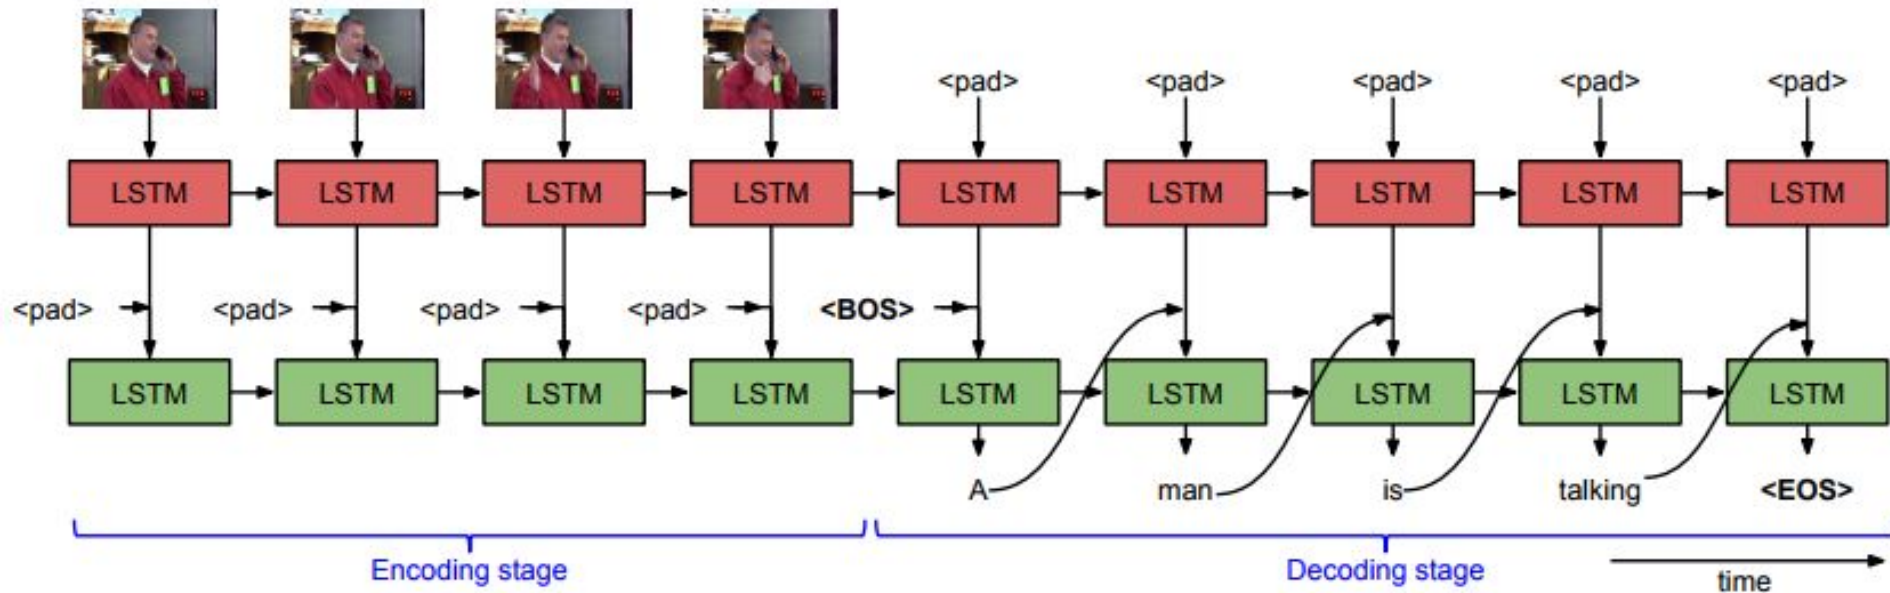 <pad> <pad> <pad> <pad> <pad>
LSTM LSTM LSTM LSTM LSTM LSTM LSTM LSTM LSTM
<pad> <pad> <pad> <pad> <BOS>
LSTM LSTM LSTM LSTM LSTM LSTM LSTM LSTM LSTM
A man is talking <EOS>
Encoding stage Decoding stage
time